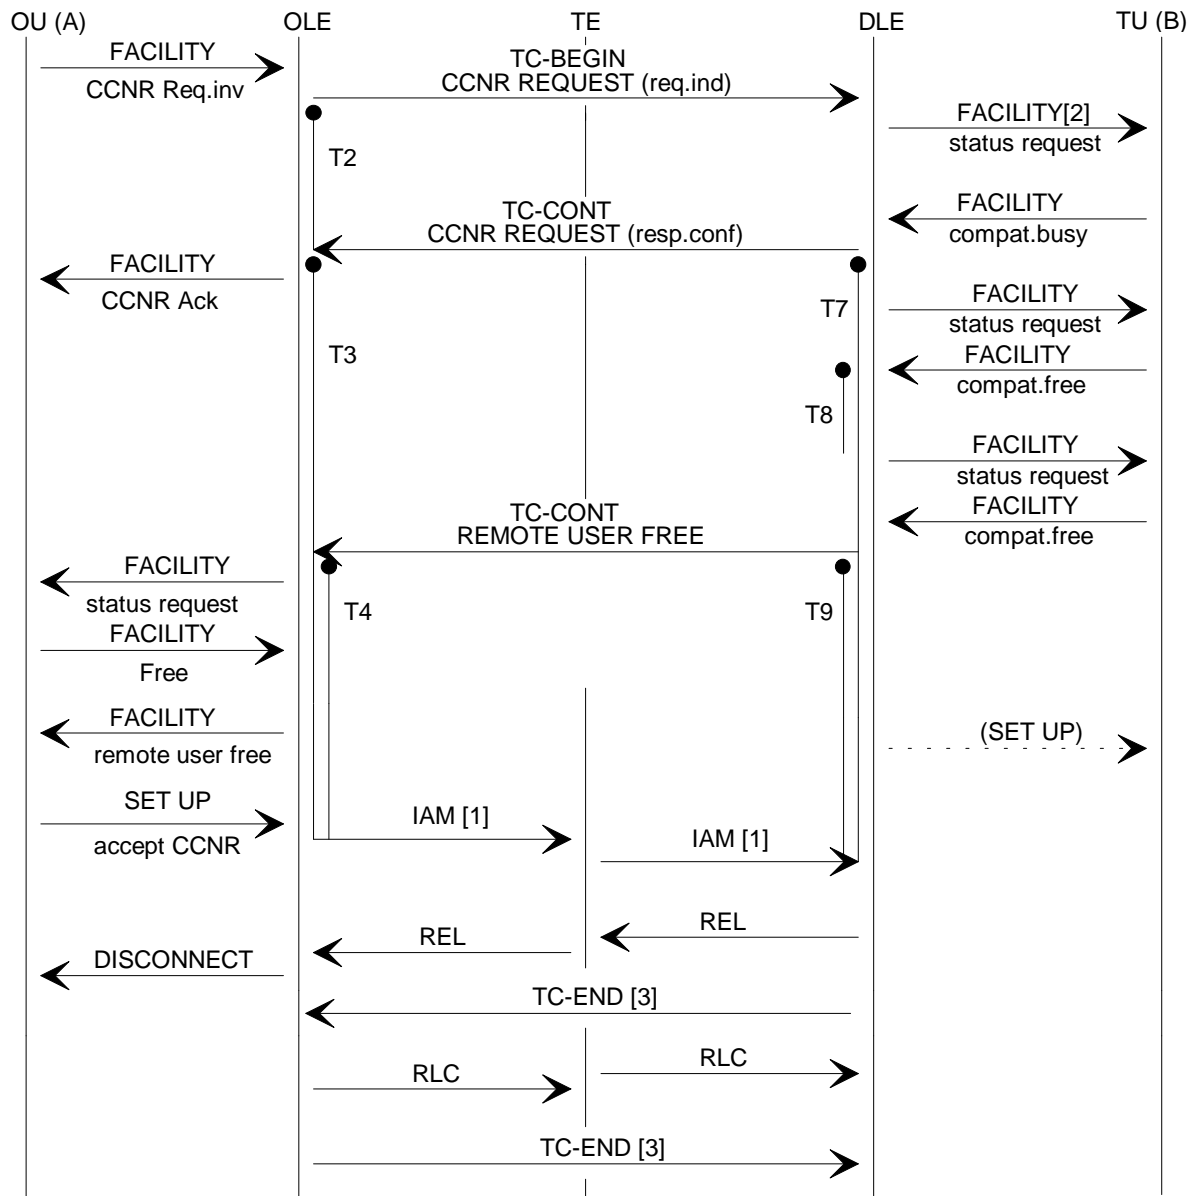 OU (A) OLE TE DLE TU (B)
FACILITY
CCNR Req.inv
TC-BEGIN
CCNR REQUEST (req.ind)
FACILITY[2]
status request
T2
FACILITY
compat.busy
TC-CONT
CCNR REQUEST (resp.conf)
FACILITY
CCNR Ack
T7
FACILITY
status request
T3
FACILITY
compat.free
T8
FACILITY
status request
TC-CONT
REMOTE USER FREE
FACILITY
compat.free
FACILITY
status request
T4
T9
FACILITY
Free
FACILITY
remote user free
(SET UP)
SET UP
accept CCNR
IAM [1]
IAM [1]
REL
REL
DISCONNECT
TC-END [3]
RLC
RLC
TC-END [3]